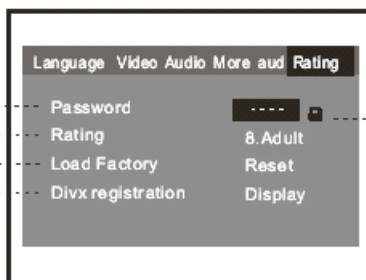 Language Video Audio More aud Rating
Password ----
Rating 8.Adult
Load Factory Reset
Divx registration Display